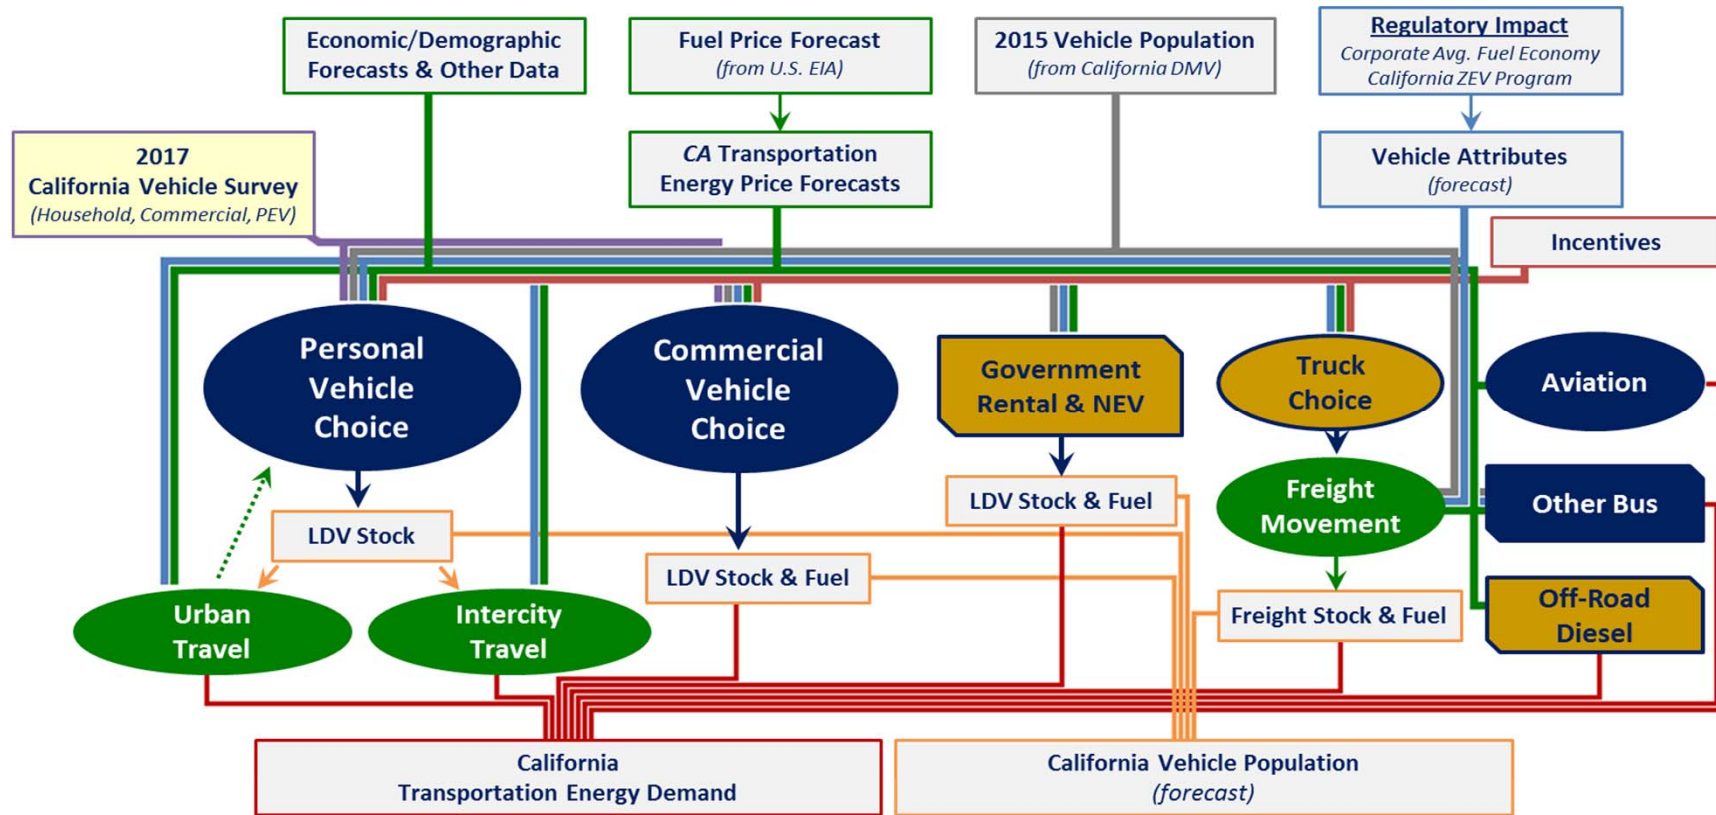 Economic/Demographic
Forecasts & Other Data
Fuel Price Forecast
(from U.S. EIA)
2015 Vehicle Population
(from California DMV)
Regulatory Impact
Corporate Avg. Fuel Economy
California ZEV Program
2017
California Vehicle Survey
(Household, Commercial, PEV)
CA Transportation
Energy Price Forecasts
Vehicle Attributes
(forecast)
Incentives
Personal
Vehicle
Choice
Commercial
Vehicle
Choice
Government
Rental & NEV
Truck
Choice
Aviation
LDV Stock
LDV Stock & Fuel
LDV Stock & Fuel
Freight
Movement
Other Bus
Urban
Travel
Intercity
Travel
Freight Stock & Fuel
Off-Road
Diesel
California
Transportation Energy Demand
California Vehicle Population
(forecast)